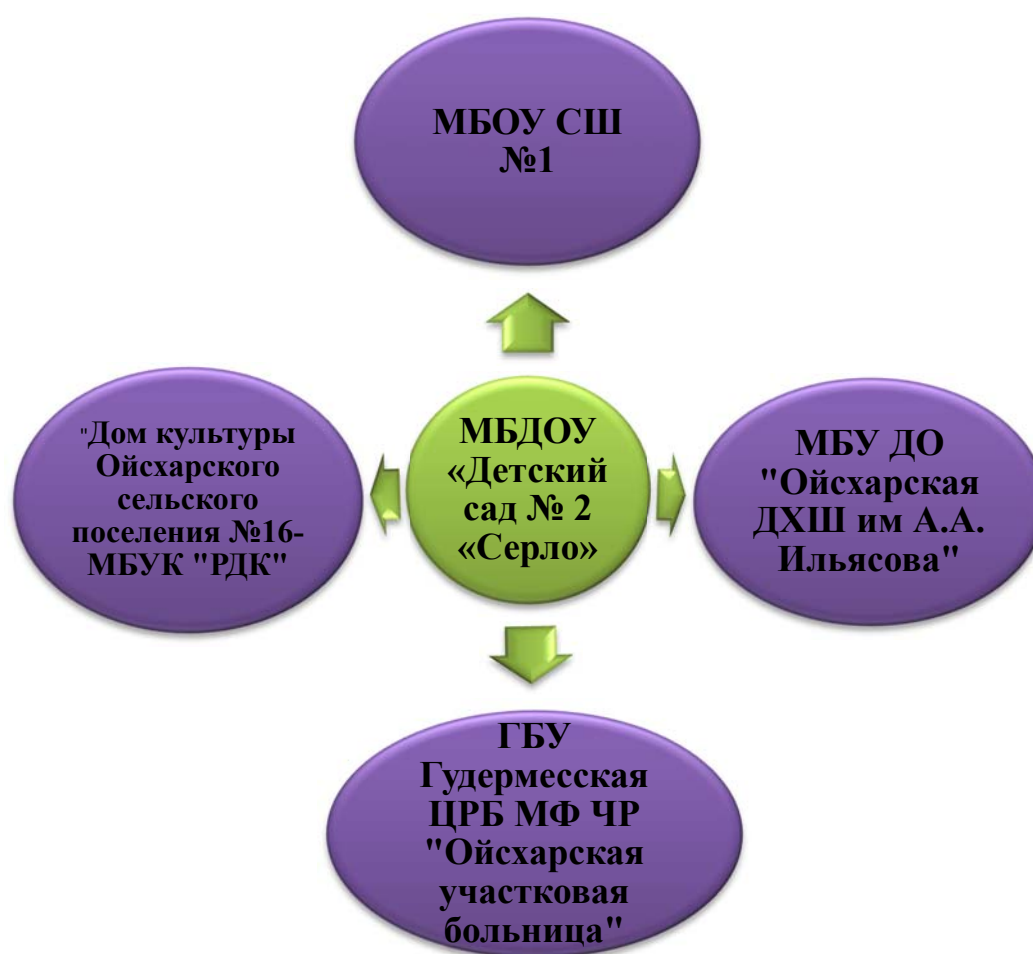 МБОУ СШ
№1
"Дом культуры
Ойсхарского
сельского
поселения №16-
МБУК "РДК"
МБДОУ
«Детский
сад № 2
«Серло»
МБУ ДО
"Ойсхарская
ДХШ им А.А.
Ильясова"
ГБУ
Гудермесская
ЦРБ МФ ЧР
"Ойсхарская
участковая
больница"